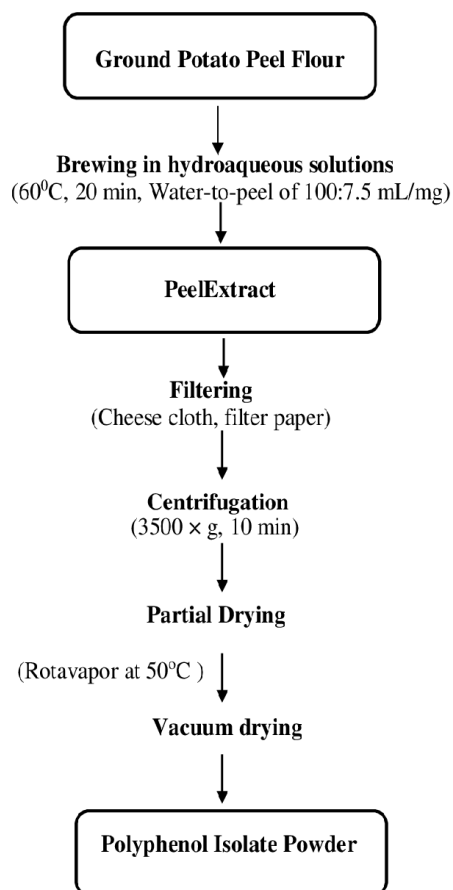 Ground Potato Peel Flour
Brewing in hydroaqueous solutions
(60⁰C, 20 min, Water-to-peel of 100:7.5 mL/mg)
PeelExtract
Filtering
(Cheese cloth, filter paper)
Centrifugation
(3500 × g, 10 min)
Partial Drying
(Rotavapor at 50°C )
Vacuum drying
Polyphenol Isolate Powder